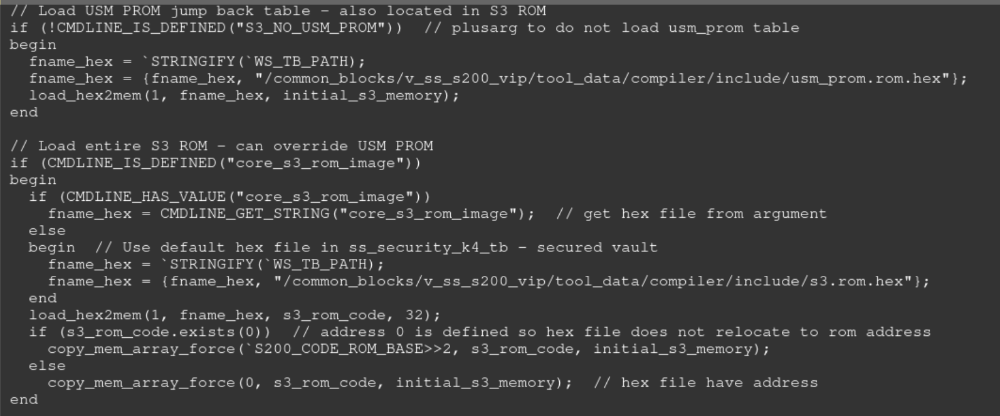 // Load USM PROM jump back table - also located in S3 ROM
if (!CMDLINE_IS_DEFINED("S3_NO_USM_PROM"))  // plusarg to do not load usm_prom table
begin
  fname_hex = `STRINGIFY(`WS_TB_PATH);
  fname_hex = {fname_hex, "/common_blocks/v_ss_s200_vip/tool_data/compiler/include/usm_prom.rom.hex"};
  load_hex2mem(1, fname_hex, initial_s3_memory);
end

// Load entire S3 ROM - can override USM PROM
if (CMDLINE_IS_DEFINED("core_s3_rom_image"))
begin
  if (CMDLINE_HAS_VALUE("core_s3_rom_image"))
    fname_hex = CMDLINE_GET_STRING("core_s3_rom_image");  // get hex file from argument
  else
  begin  // Use default hex file in ss_security_k4_tb - secured vault
    fname_hex = `STRINGIFY(`WS_TB_PATH);
    fname_hex = {fname_hex, "/common_blocks/v_ss_s200_vip/tool_data/compiler/include/s3.rom.hex"};
  end
  load_hex2mem(1, fname_hex, s3_rom_code, 32);
  if (s3_rom_code.exists(0))  // address 0 is defined so hex file does not relocate to rom address
    copy_mem_array_force(`S200_CODE_ROM_BASE>>2, s3_rom_code, initial_s3_memory);
  else
    copy_mem_array_force(0, s3_rom_code, initial_s3_memory);  // hex file have address
end